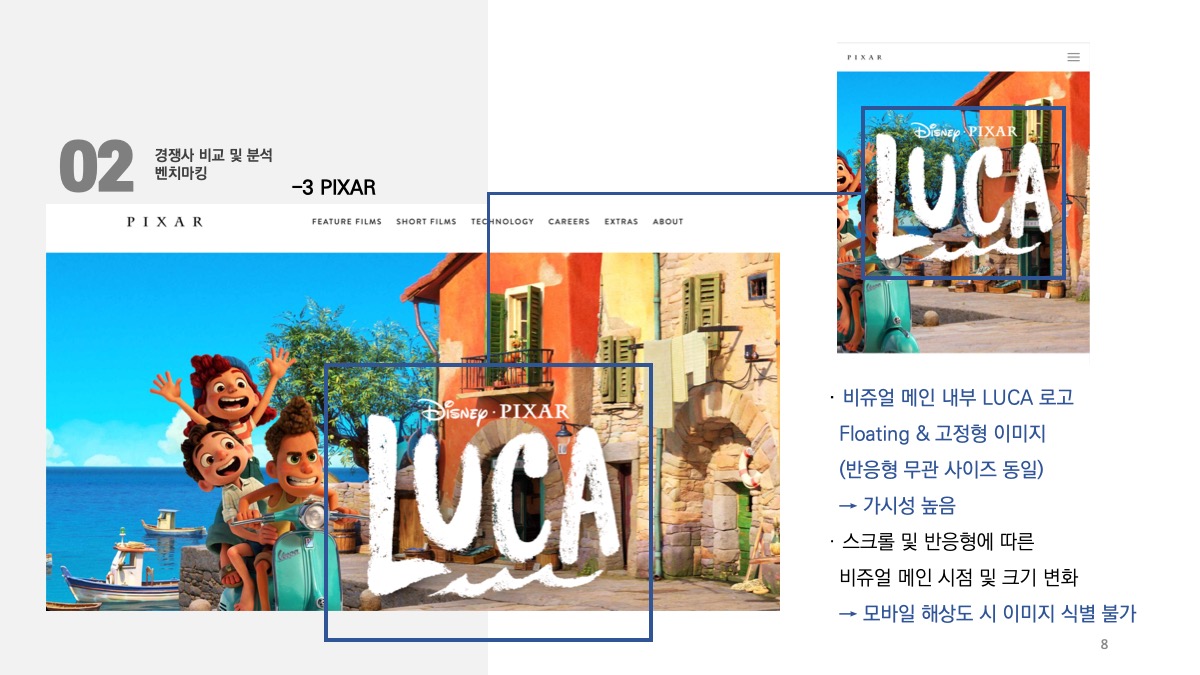 02
경쟁사 비교 및 분석
벤치마킹
-3 PIXAR
PIXAR
FEATURE FILMS SHORT FILMS TECHNOLOGY CAREERS EXTRAS ABOUT
DISNEY · PIXAR
LUCA
Vespa
PIXAR
DISNEY · PIXAR
LUCA
Vespa
· 비쥬얼 메인 내부 LUCA 로고
Floating & 고정형 이미지
(반응형 무관 사이즈 동일)
→ 가시성 높음
· 스크롤 및 반응형에 따른
비쥬얼 메인 시점 및 크기 변화
→ 모바일 해상도 시 이미지 식별 불가
8